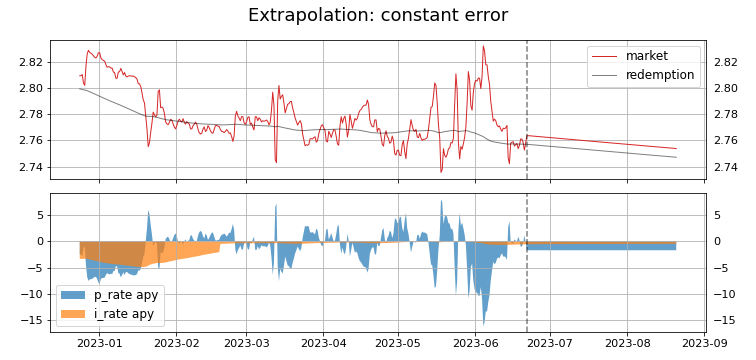 Extrapolation: constant error
2.82 2.82
2.80 2.80
2.78 2.78
2.76 2.76
2.74 2.74
market
redemption
5 5
0 0
−5 −5
−10 −10
−15 −15
p_rate apy
i_rate apy
2023-01 2023-02 2023-03 2023-04 2023-05 2023-06 2023-07 2023-08 2023-09